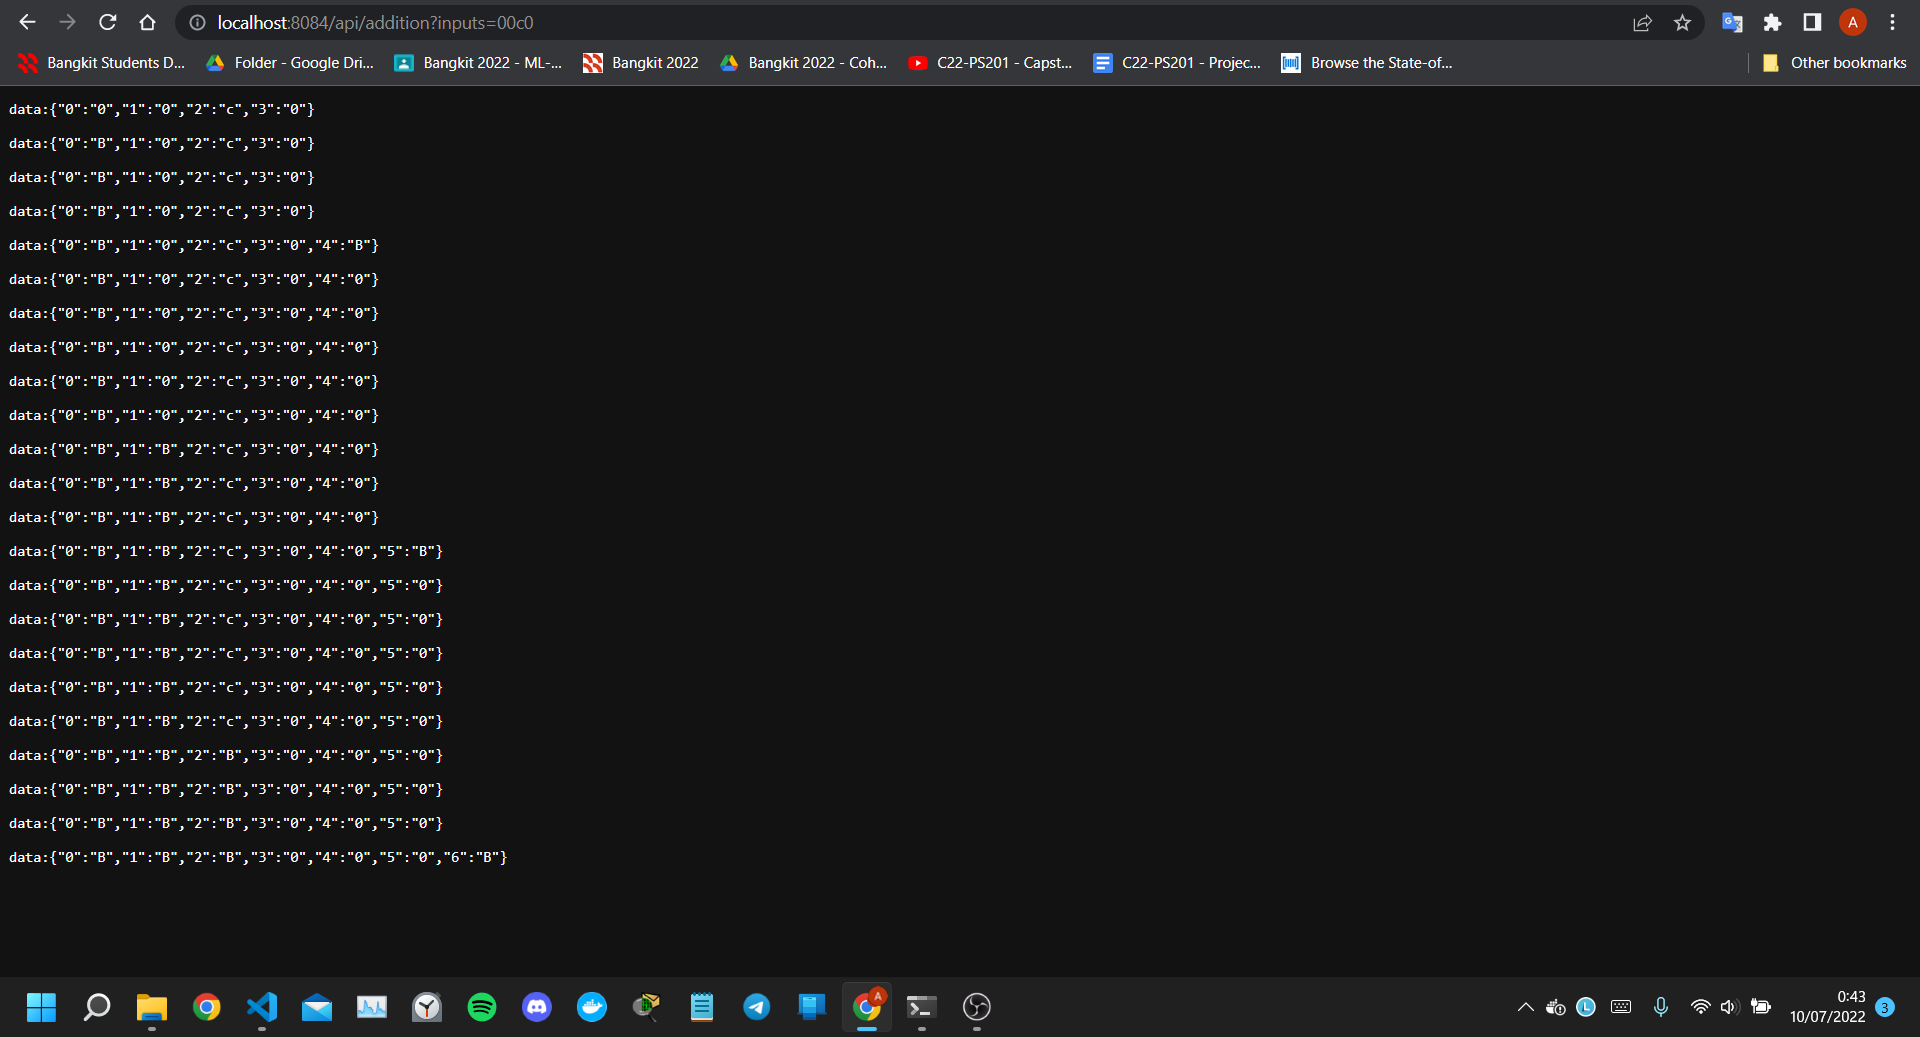 localhost:8084/api/addition?inputs=00c0
A
Bangkit Students D... Folder - Google Dri... Bangkit 2022 - ML-... Bangkit 2022 Bangkit 2022 - Coh... C22-PS201 - Capst... C22-PS201 - Projec... Browse the State-of... Other bookmarks
data:{"0":"0","1":"0","2":"c","3":"0"}
data:{"0":"B","1":"0","2":"c","3":"0"}
data:{"0":"B","1":"0","2":"c","3":"0"}
data:{"0":"B","1":"0","2":"c","3":"0"}
data:{"0":"B","1":"0","2":"c","3":"0","4":"B"}
data:{"0":"B","1":"0","2":"c","3":"0","4":"0"}
data:{"0":"B","1":"0","2":"c","3":"0","4":"0"}
data:{"0":"B","1":"0","2":"c","3":"0","4":"0"}
data:{"0":"B","1":"0","2":"c","3":"0","4":"0"}
data:{"0":"B","1":"0","2":"c","3":"0","4":"0"}
data:{"0":"B","1":"B","2":"c","3":"0","4":"0"}
data:{"0":"B","1":"B","2":"c","3":"0","4":"0"}
data:{"0":"B","1":"B","2":"c","3":"0","4":"0"}
data:{"0":"B","1":"B","2":"c","3":"0","4":"0","5":"B"}
data:{"0":"B","1":"B","2":"c","3":"0","4":"0","5":"0"}
data:{"0":"B","1":"B","2":"c","3":"0","4":"0","5":"0"}
data:{"0":"B","1":"B","2":"c","3":"0","4":"0","5":"0"}
data:{"0":"B","1":"B","2":"c","3":"0","4":"0","5":"0"}
data:{"0":"B","1":"B","2":"c","3":"0","4":"0","5":"0"}
data:{"0":"B","1":"B","2":"B","3":"0","4":"0","5":"0"}
data:{"0":"B","1":"B","2":"B","3":"0","4":"0","5":"0"}
data:{"0":"B","1":"B","2":"B","3":"0","4":"0","5":"0"}
data:{"0":"B","1":"B","2":"B","3":"0","4":"0","5":"0","6":"B"}
A
L
0:43
10/07/2022
3